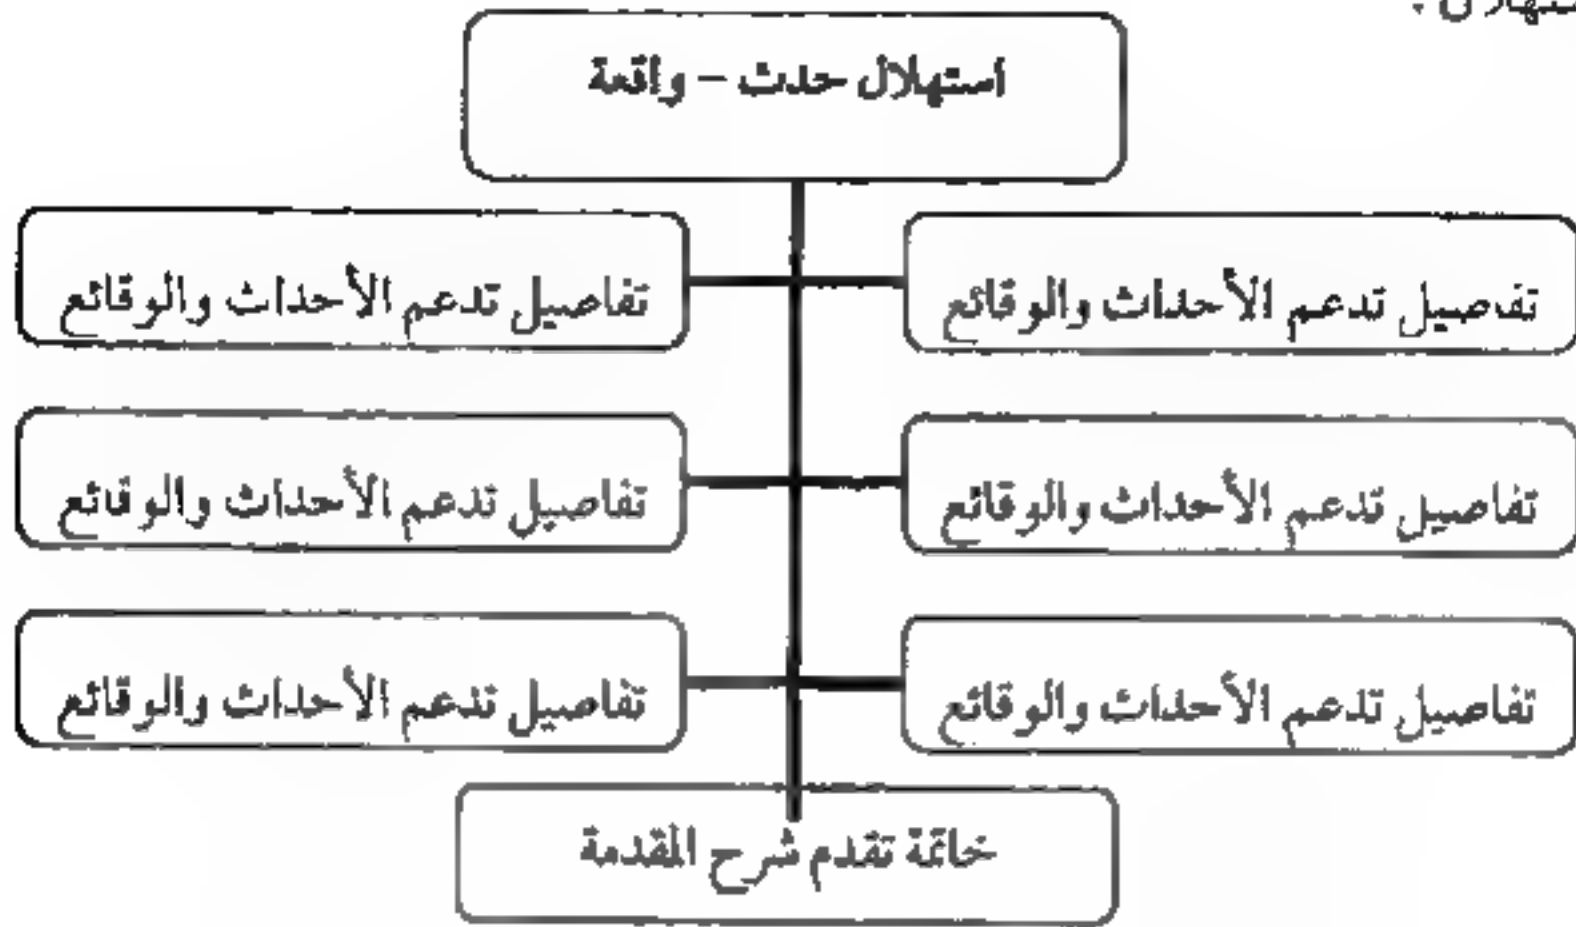 استهلال حدث – واقعة
تفاصيل تدعم الأحداث والوقائع
تفاصيل تدعم الأحداث والوقائع
تفاصيل تدعم الأحداث والوقائع
تفاصيل تدعم الأحداث والوقائع
تفاصيل تدعم الأحداث والوقائع
تفاصيل تدعم الأحداث والوقائع
خاتمة تقدم شرح المقدمة